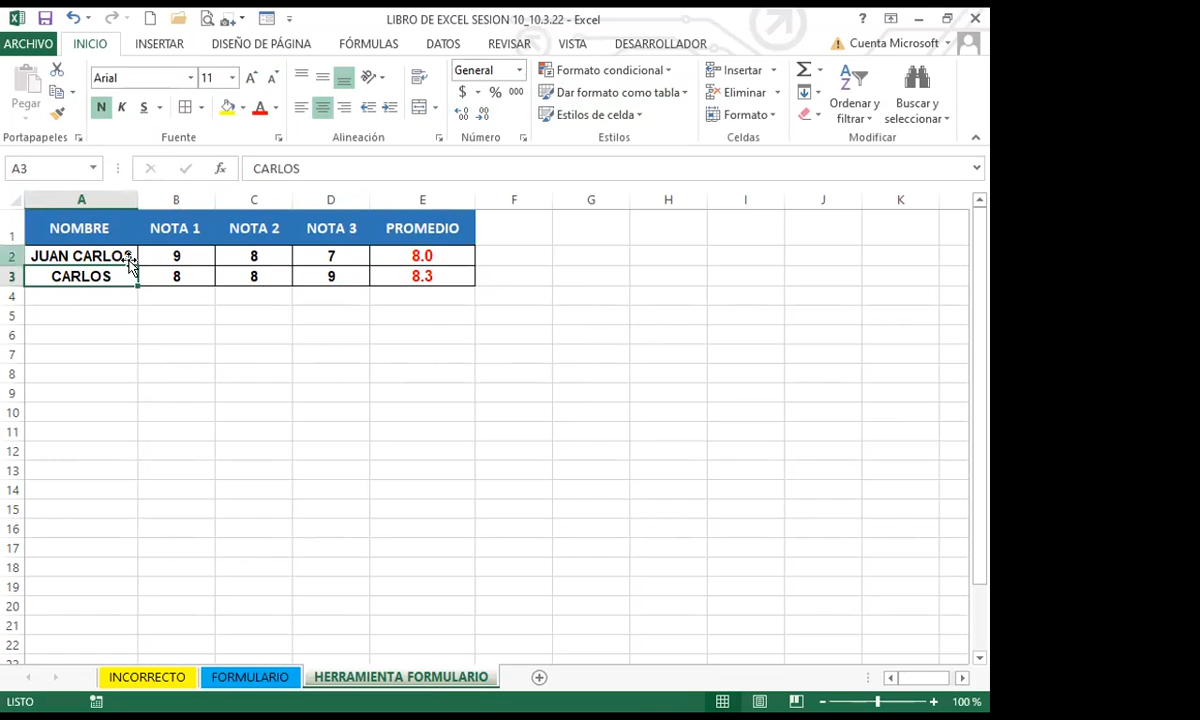 LIBRO DE EXCEL SESION 10_10.3.22 - Excel
?
ARCHIVO INICIO INSERTAR DISEÑO DE PÁGINA FÓRMULAS DATOS REVISAR VISTA DESARROLLADOR Cuenta Microsoft
Pegar
Arial 11
N K S
General
$ % 000
Formato condicional
Dar formato como tabla
Estilos de celda
Insertar
Eliminar
Formato
Ordenar y filtrar
Buscar y seleccionar
Portapapeles Fuente Alineación Número Estilos Celdas Modificar
A3 fx CARLOS
A B C D E F G H I J K
1 NOMBRE NOTA 1 NOTA 2 NOTA 3 PROMEDIO
2 JUAN CARLOS 9 8 7 8.0
3 CARLOS 8 8 9 8.3
4
5
6
7
8
9
10
11
12
13
14
15
16
17
18
19
20
21
22
INCORRECTO FORMULARIO HERRAMIENTA FORMULARIO
LISTO 100 %